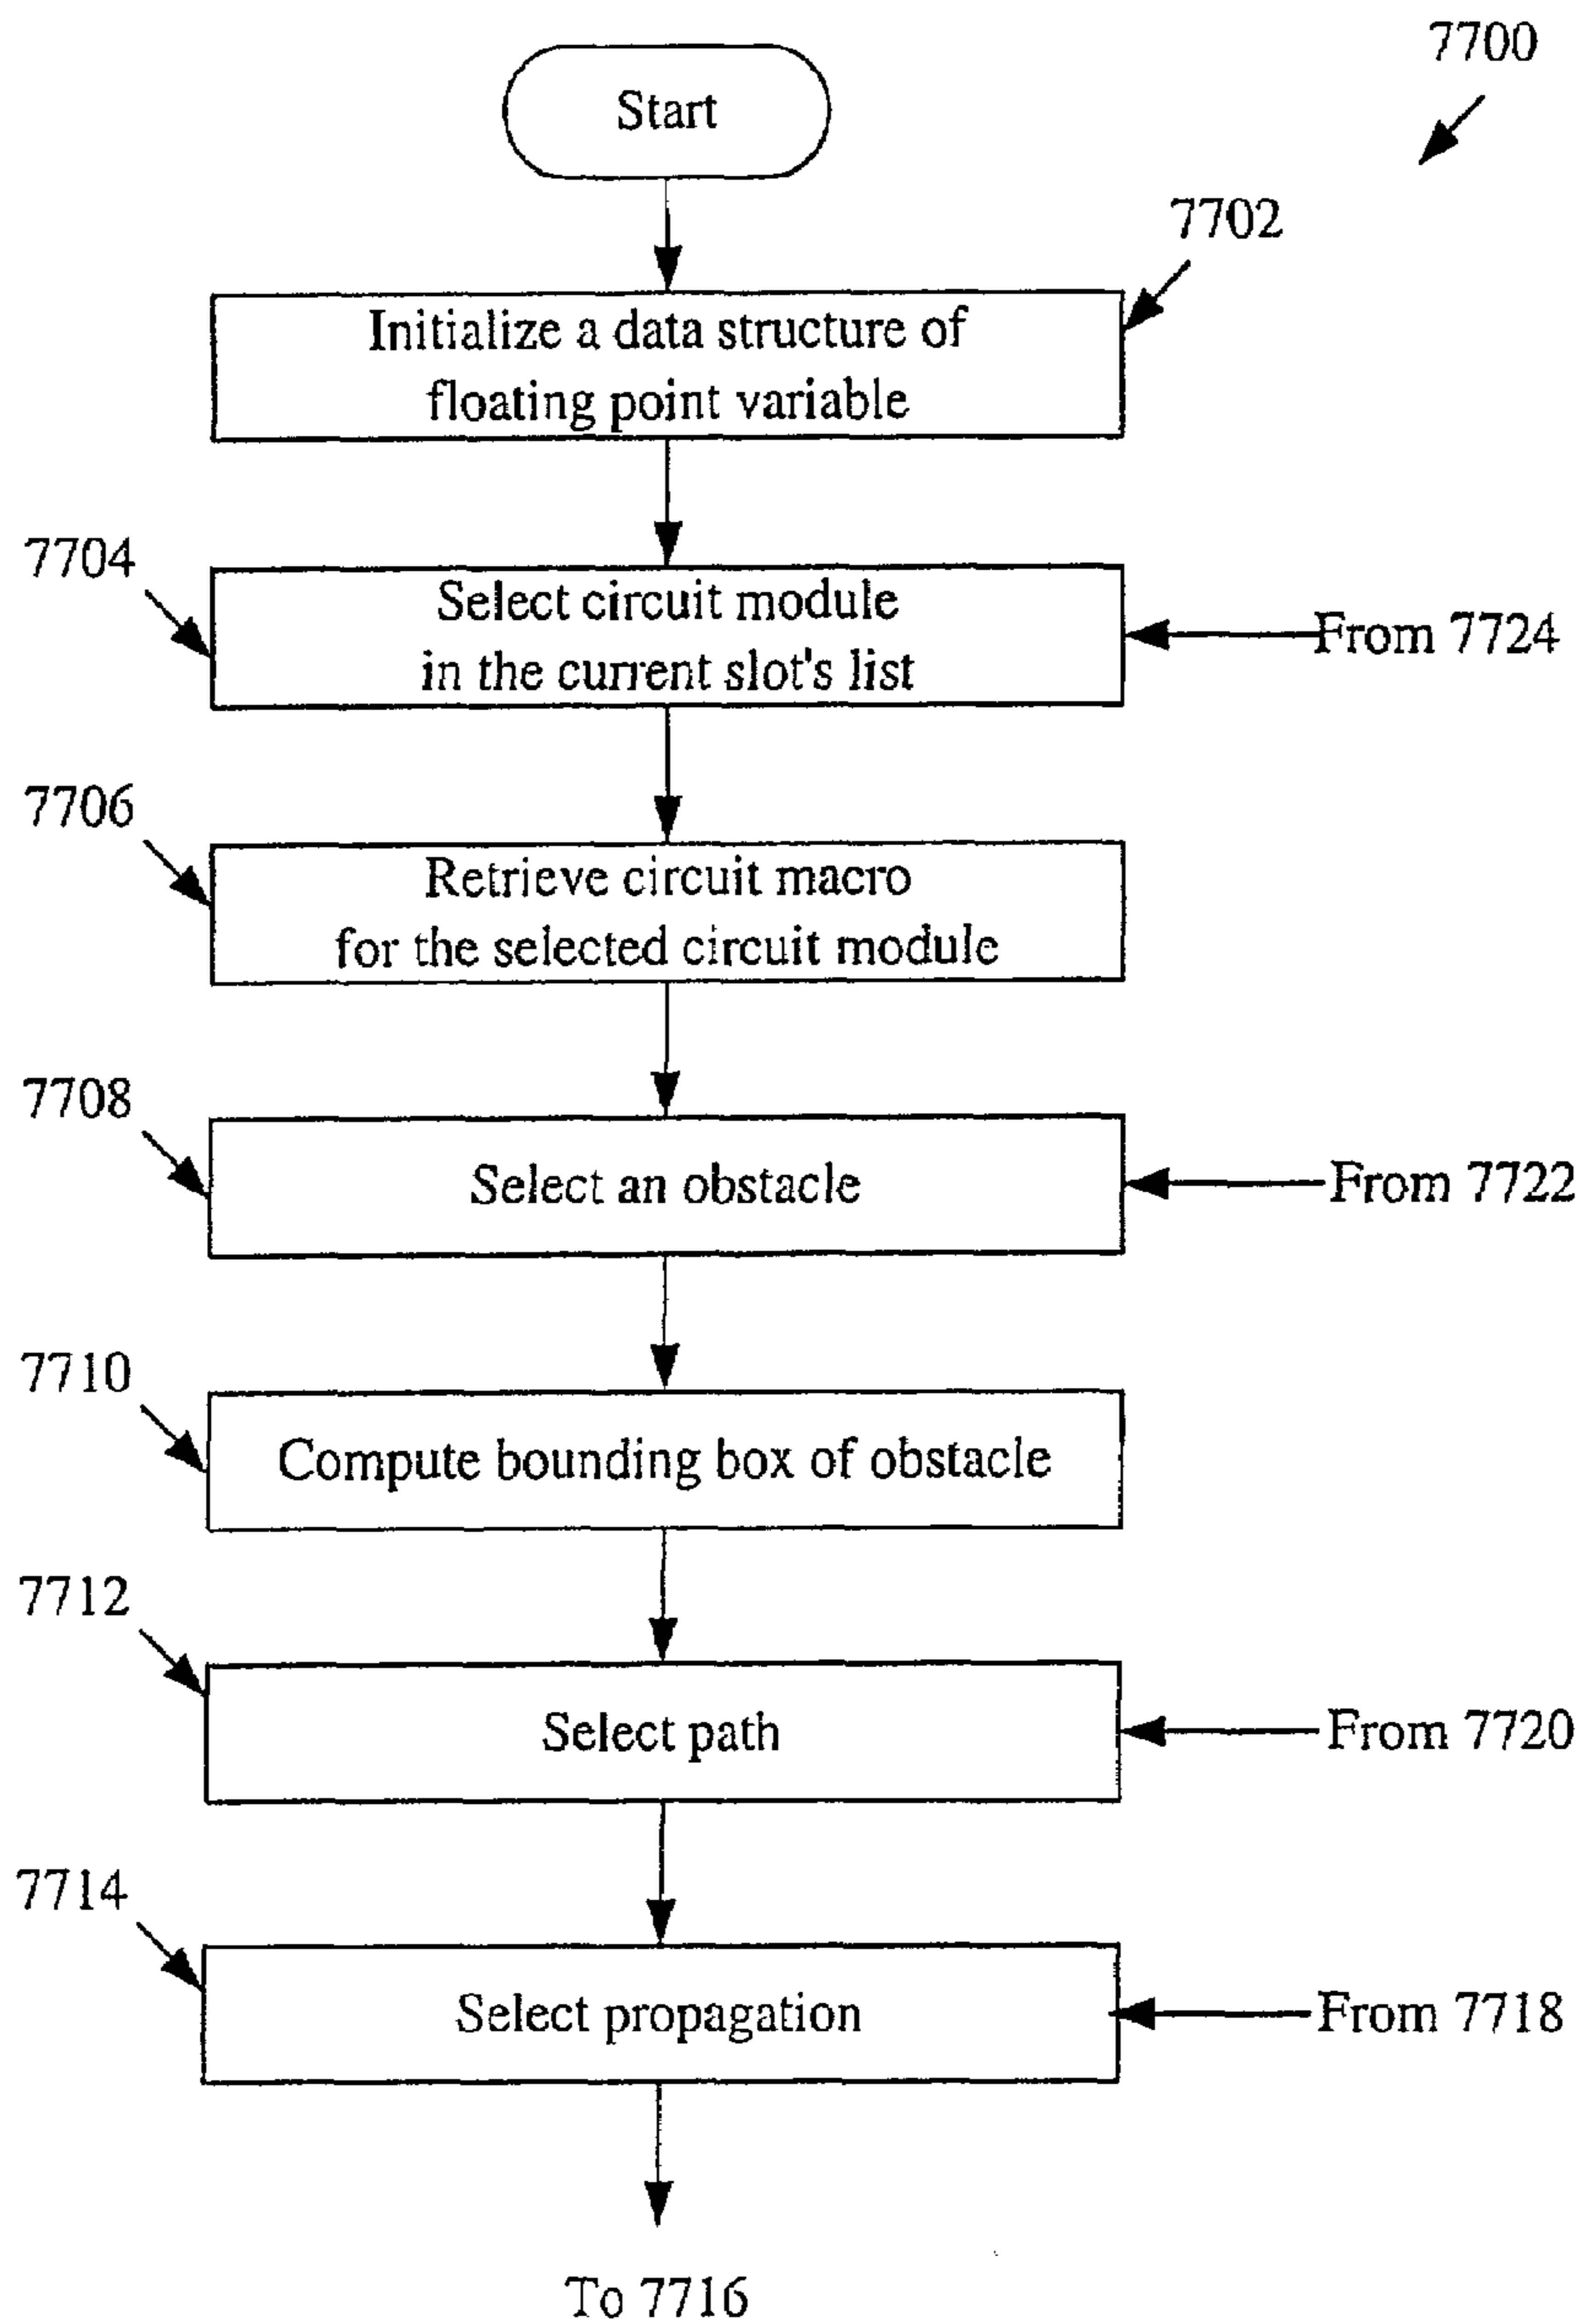 7700
Start
7702
Initialize a data structure of
floating point variable
7704
Select circuit module
in the current slot's list
From 7724
7706
Retrieve circuit macro
for the selected circuit module
7708
Select an obstacle
From 7722
7710
Compute bounding box of obstacle
7712
Select path
From 7720
7714
Select propagation
From 7718
To 7716